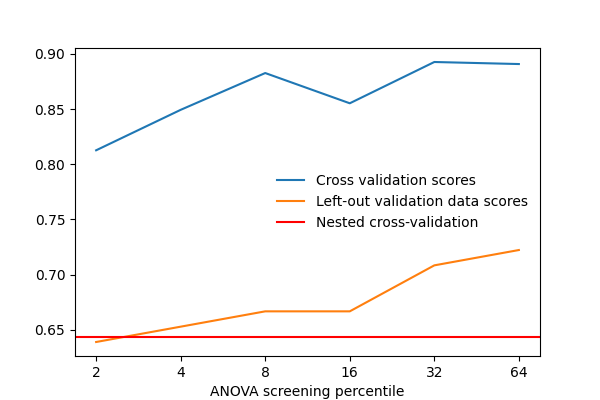 0.90
0.85
0.80
0.75
0.70
0.65
Cross validation scores
Left-out validation data scores
Nested cross-validation
2 4 8 16 32 64
ANOVA screening percentile